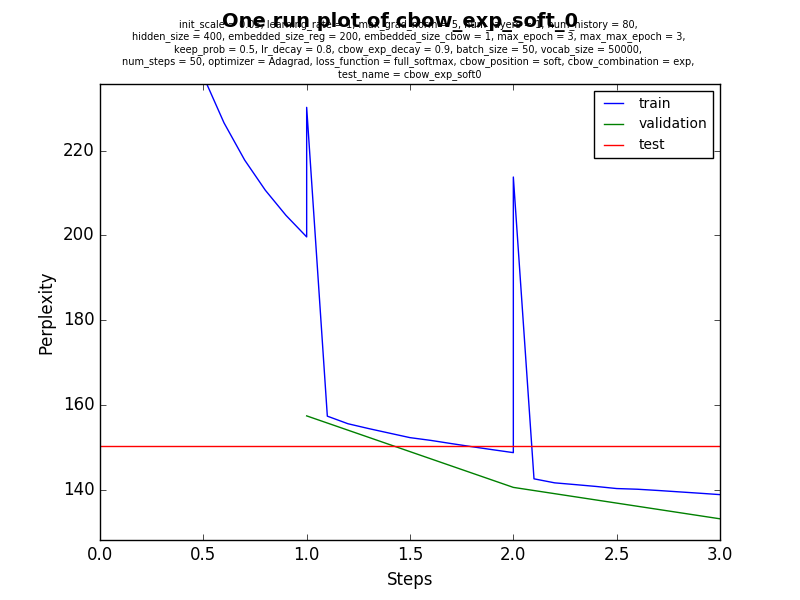 One run plot of cbow_exp_soft_0
init_scale = 0.05, learning_rate = 1, max_grad_norm = 5, num_layers = 1, num_history = 80,
hidden_size = 400, embedded_size_reg = 200, embedded_size_cbow = 1, max_epoch = 3, max_max_epoch = 3,
keep_prob = 0.5, lr_decay = 0.8, cbow_exp_decay = 0.9, batch_size = 50, vocab_size = 50000,
num_steps = 50, optimizer = Adagrad, loss_function = full_softmax, cbow_position = soft, cbow_combination = exp,
test_name = cbow_exp_soft0
train
validation
test
220
200
180
160
140
Perplexity
0.0 0.5 1.0 1.5 2.0 2.5 3.0
Steps